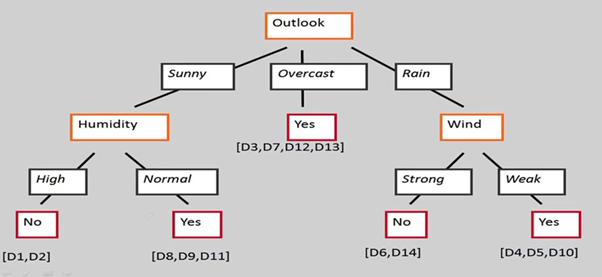 Outlook
Sunny
Overcast
Rain
Humidity
Yes
Wind
[D3,D7,D12,D13]
High
Normal
Strong
Weak
No
Yes
No
Yes
[D1,D2]
[D8,D9,D11]
[D6,D14]
[D4,D5,D10]